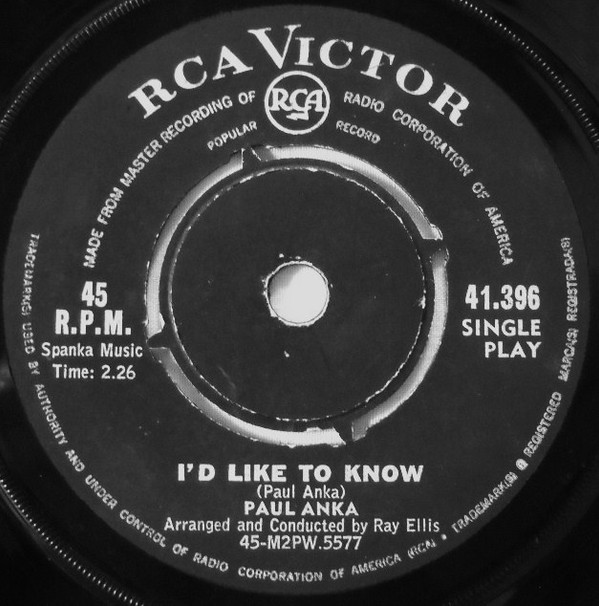 RCA VICTOR
RCA
MADE FROM MASTER RECORDING OF RADIO CORPORATION OF AMERICA
POPULAR RECORD
45
R.P.M.
Spanka Music
Time: 2.26
41.396
SINGLE
PLAY
I'D LIKE TO KNOW
(Paul Anka)
PAUL ANKA
Arranged and Conducted by Ray Ellis
45-M2PW.5577
TRADEMARK(S) USED BY AUTHORITY AND UNDER CONTROL OF RADIO CORPORATION OF AMERICA (RCA) • TRADEMARK(S) ® REGISTERED MARCA(S) REGISTRADA(S)